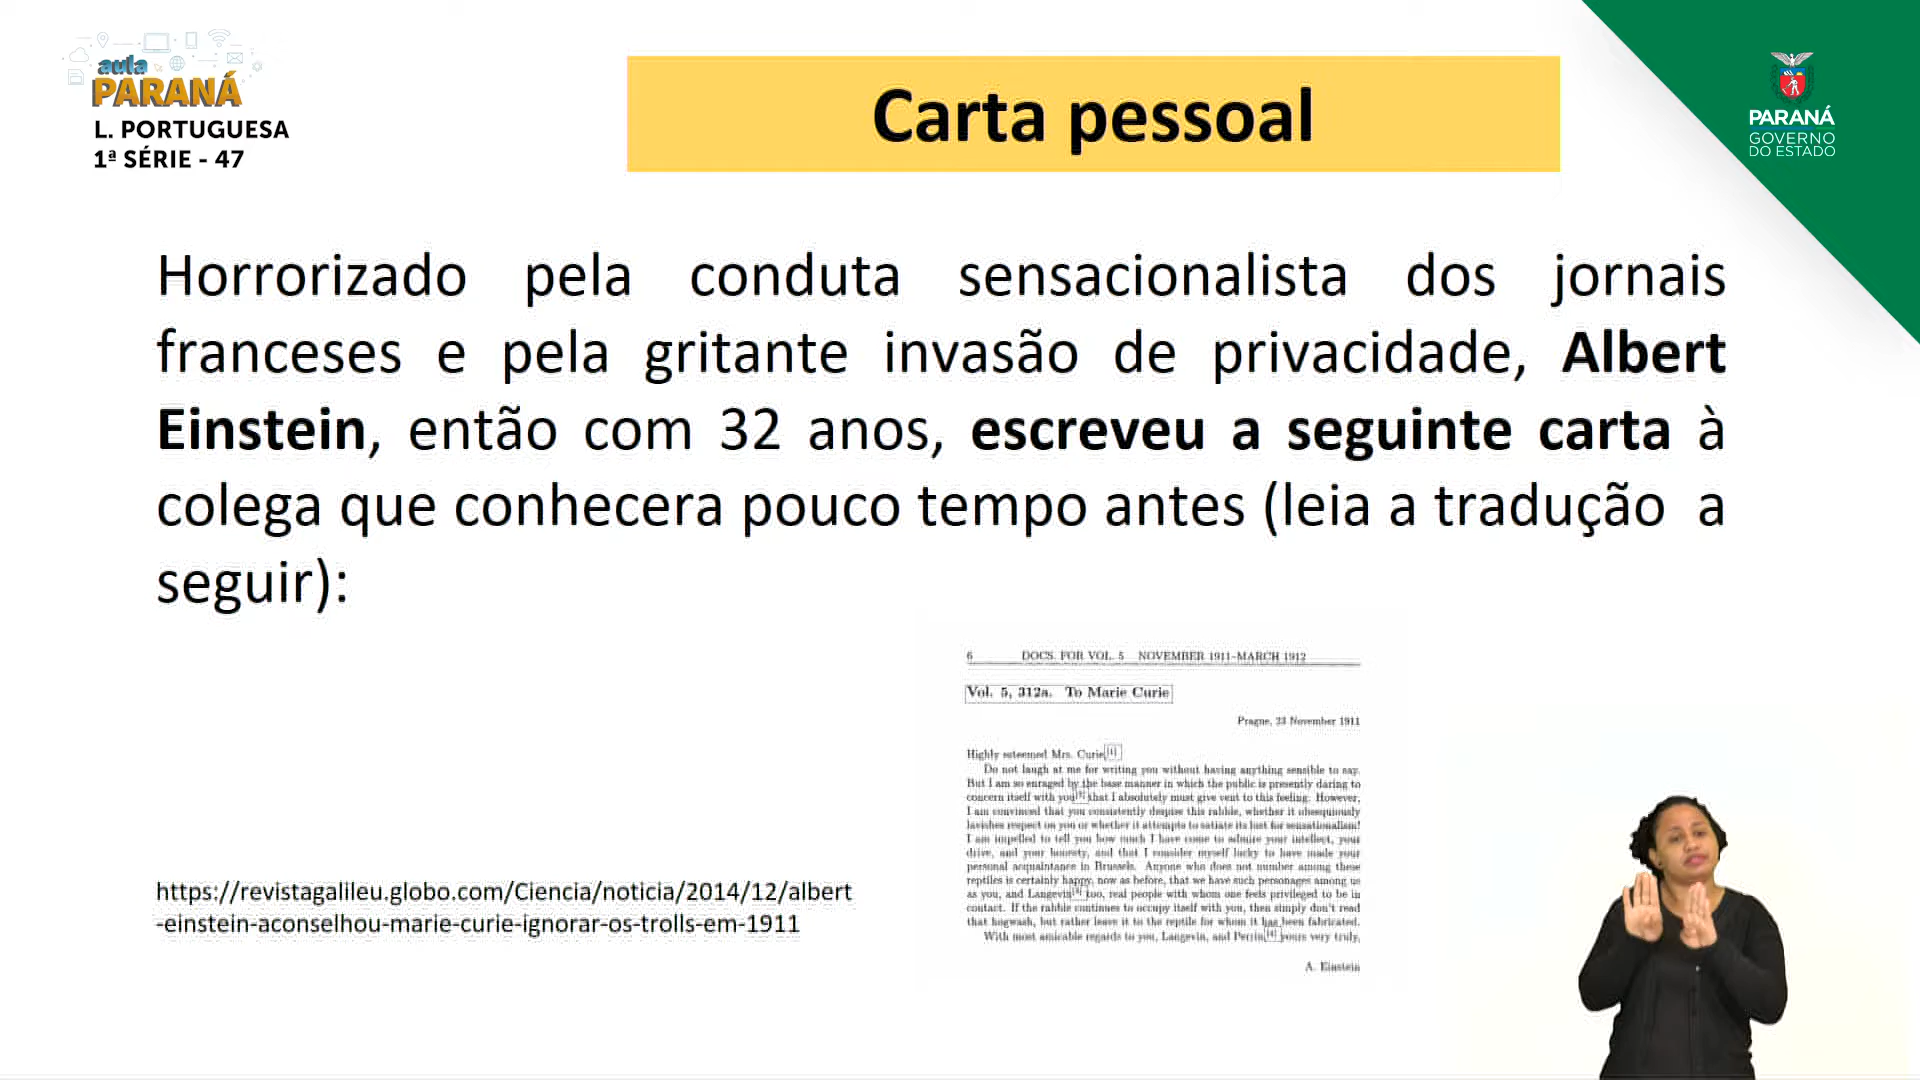 aula
PARANÁ
L. PORTUGUESA
1ª SÉRIE - 47
Carta pessoal
PARANÁ
GOVERNO
DO ESTADO
Horrorizado pela conduta sensacionalista dos jornais
franceses e pela gritante invasão de privacidade, Albert
Einstein, então com 32 anos, escreveu a seguinte carta à
colega que conhecera pouco tempo antes (leia a tradução a
seguir):
6 DOCS. FOR VOL. 5 NOVEMBER 1911–MARCH 1912
Vol. 5, 312a. To Marie Curie
Prague, 23 November 1911
Highly esteemed Mrs. Curie,[1]
Do not laugh at me for writing you without having anything sensible to say.
But I am so enraged by the base manner in which the public is presently daring to
concern itself with you[2] that I absolutely must give vent to this feeling. However,
I am convinced that you consistently despise this rabble, whether it obsequiously
lavishes respect on you or whether it attempts to satiate its lust for sensationalism!
I am impelled to tell you how much I have come to admire your intellect, your
drive, and your honesty, and that I consider myself lucky to have made your
personal acquaintance in Brussels. Anyone who does not number among these
reptiles is certainly happy, now as before, that we have such personages among us
as you, and Langevin[3] too, real people with whom one feels privileged to be in
contact. If the rabble continues to occupy itself with you, then simply don't read
that hogwash, but rather leave it to the reptile for whom it has been fabricated.
With most amicable regards to you, Langevin, and Perrin,[4] yours very truly,
A. Einstein
https://revistagalileu.globo.com/Ciencia/noticia/2014/12/albert
-einstein-aconselhou-marie-curie-ignorar-os-trolls-em-1911